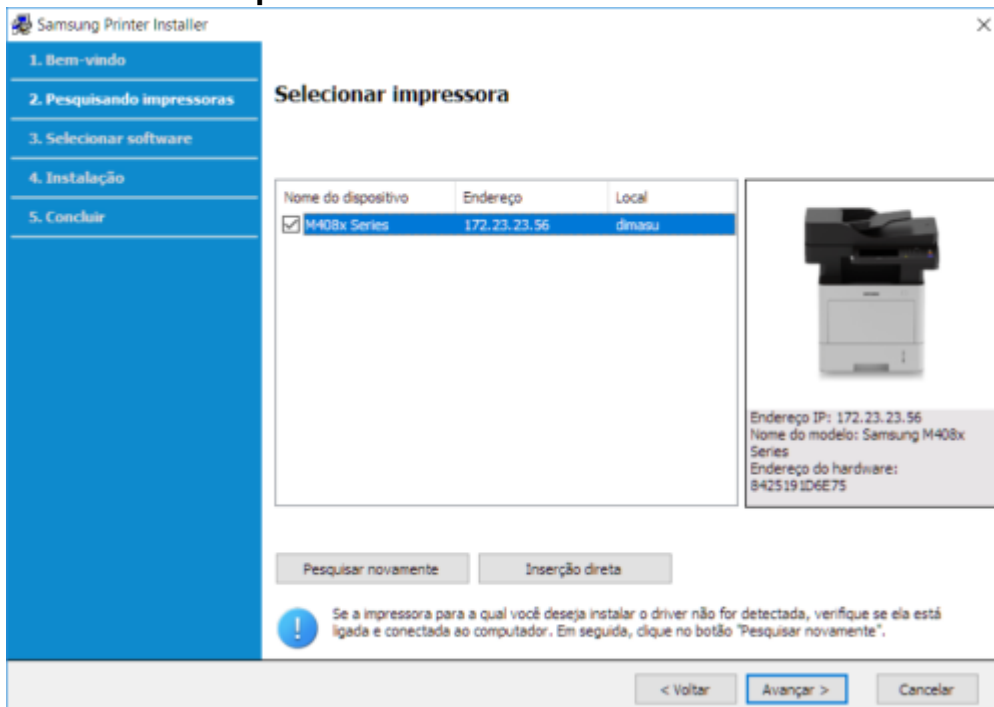 Samsung Printer Installer
1. Bem-vindo
2. Pesquisando impressoras
3. Selecionar software
4. Instalação
5. Concluir
Selecionar impressora
Nome do dispositivo Endereço Local
M408x Series 172.23.23.56 dimasu
Endereço IP: 172.23.23.56
Nome do modelo: Samsung M408x
Series
Endereço do hardware:
8425191D6E75
Pesquisar novamente Inserção direta
Se a impressora para a qual você deseja instalar o driver não for detectada, verifique se ela está
ligada e conectada ao computador. Em seguida, clique no botão "Pesquisar novamente".
< Voltar Avançar > Cancelar